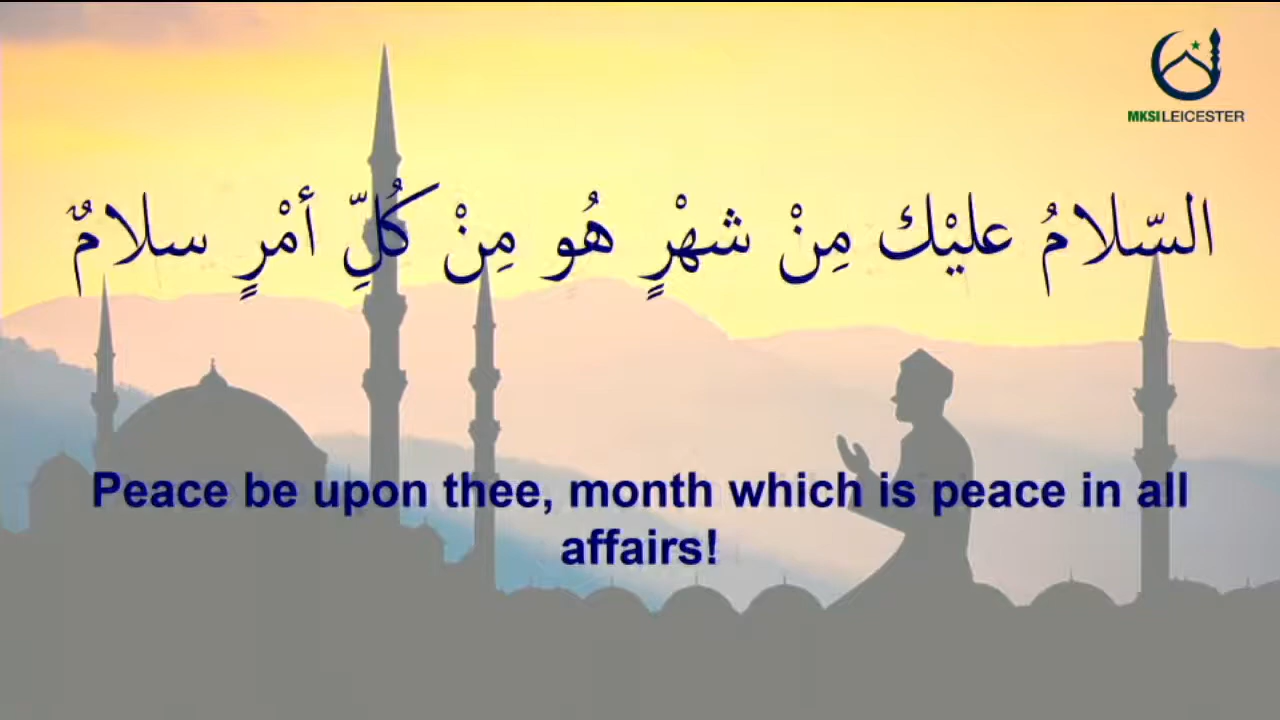 MKSI LEICESTER
السّلامُ عليْك مِنْ شهْرٍ هُو مِنْ كُلِّ أمْرٍ سلامٌ
Peace be upon thee, month which is peace in all
affairs!